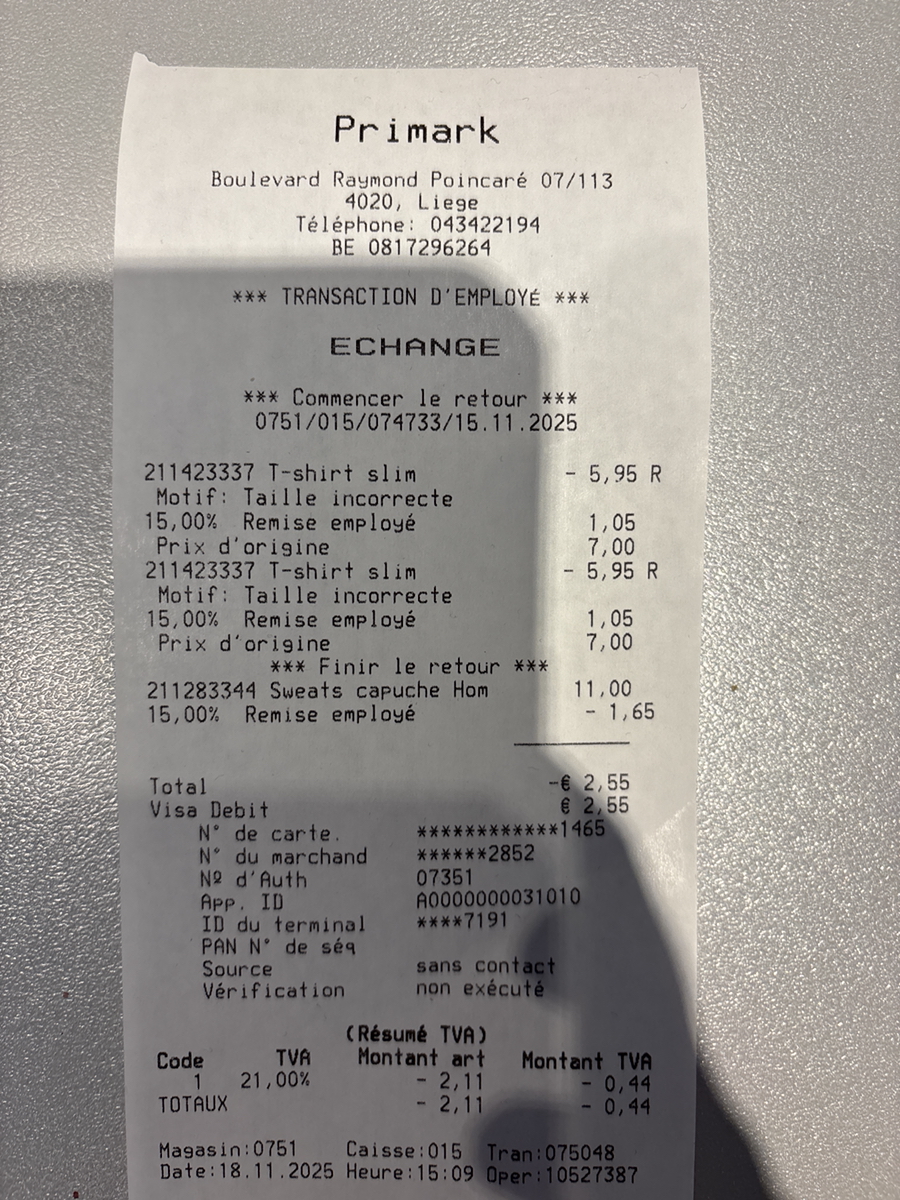 Primark
Boulevard Raymond Poincaré 07/113
4020, Liege
Téléphone: 043422194
BE 0817296264
*** TRANSACTION D'EMPLOYÉ ***
ECHANGE
*** Commencer le retour ***
0751/015/074733/15.11.2025
211423337 T-shirt slim - 5,95 R
Motif: Taille incorrecte
15,00% Remise employé 1,05
Prix d'origine 7,00
211423337 T-shirt slim - 5,95 R
Motif: Taille incorrecte
15,00% Remise employé 1,05
Prix d'origine 7,00
*** Finir le retour ***
211283344 Sweats capuche Hom 11,00
15,00% Remise employé - 1,65
Total -€ 2,55
Visa Debit € 2,55
N° de carte. ************1465
N° du marchand ******2852
Nº d'Auth 07351
App. ID A0000000031010
ID du terminal ****7191
PAN N° de séq
Source sans contact
Vérification non exécuté
(Résumé TVA)
Code TVA Montant art Montant TVA
1 21,00% - 2,11 - 0,44
TOTAUX - 2,11 - 0,44
Magasin:0751 Caisse:015 Tran:075048
Date:18.11.2025 Heure:15:09 Oper:10527387